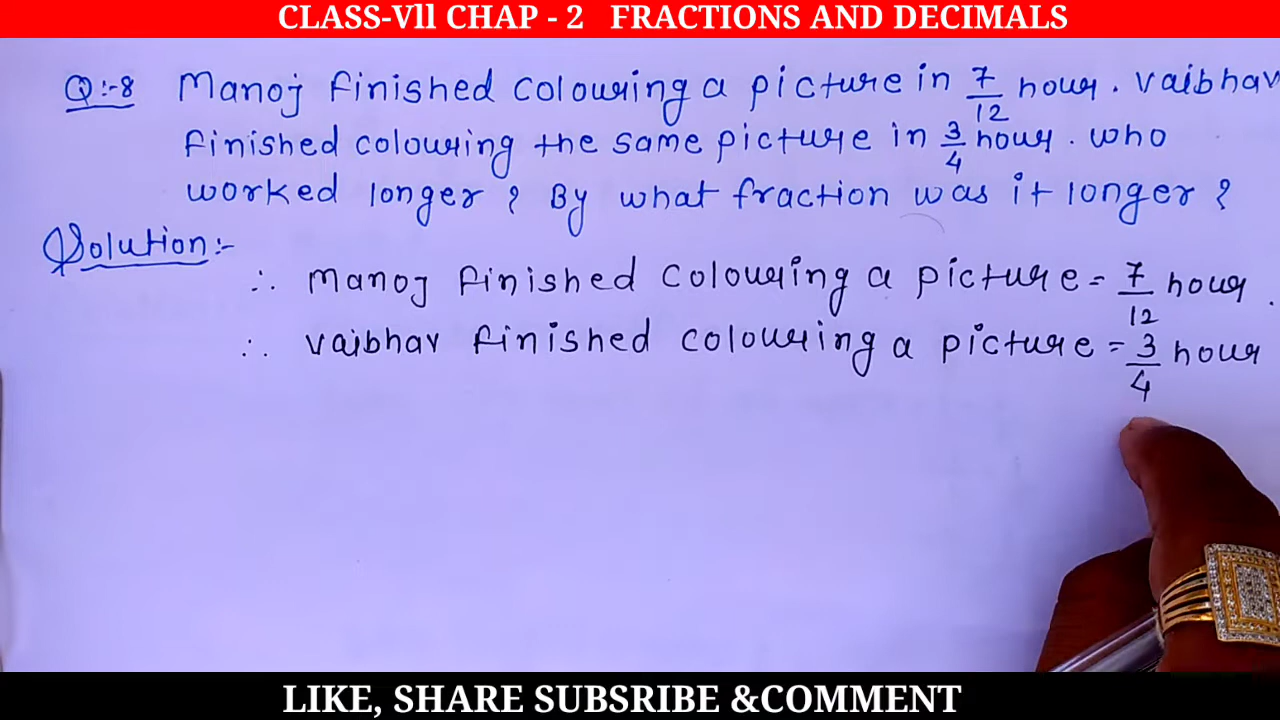 CLASS-Vll CHAP - 2 FRACTIONS AND DECIMALS
Q:-8 Manoj finished colouring a picture in 7/12 hour. Vaibhav
finished colouring the same picture in 3/4 hour. who
worked longer ? By what fraction was it longer ?
Solution:-
∴ Manoj finished colouring a picture = 7/12 hour.
∴ vaibhav finished colouring a picture = 3/4 hour
LIKE, SHARE SUBSRIBE &COMMENT